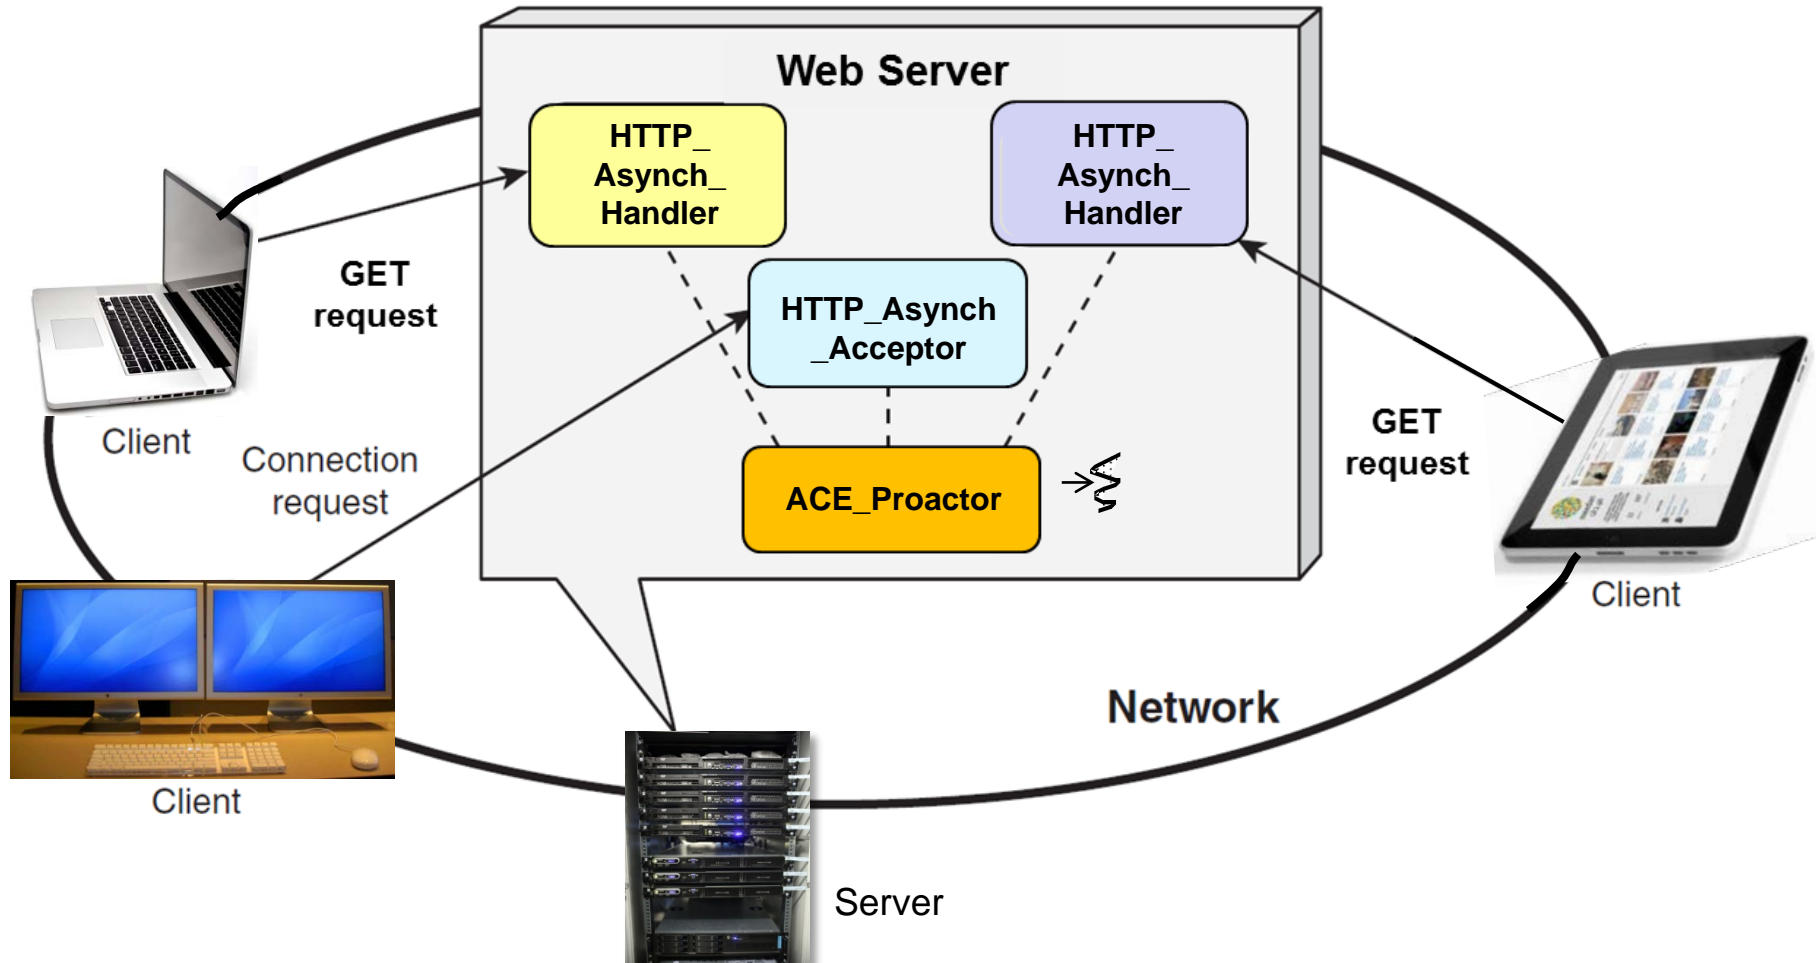 Web Server
HTTP_
Asynch_
Handler
HTTP_
Asynch_
Handler
GET
request
HTTP_Asynch
_Acceptor
Client
Connection
request
GET
request
ACE_Proactor
Client
Network
Client
Server